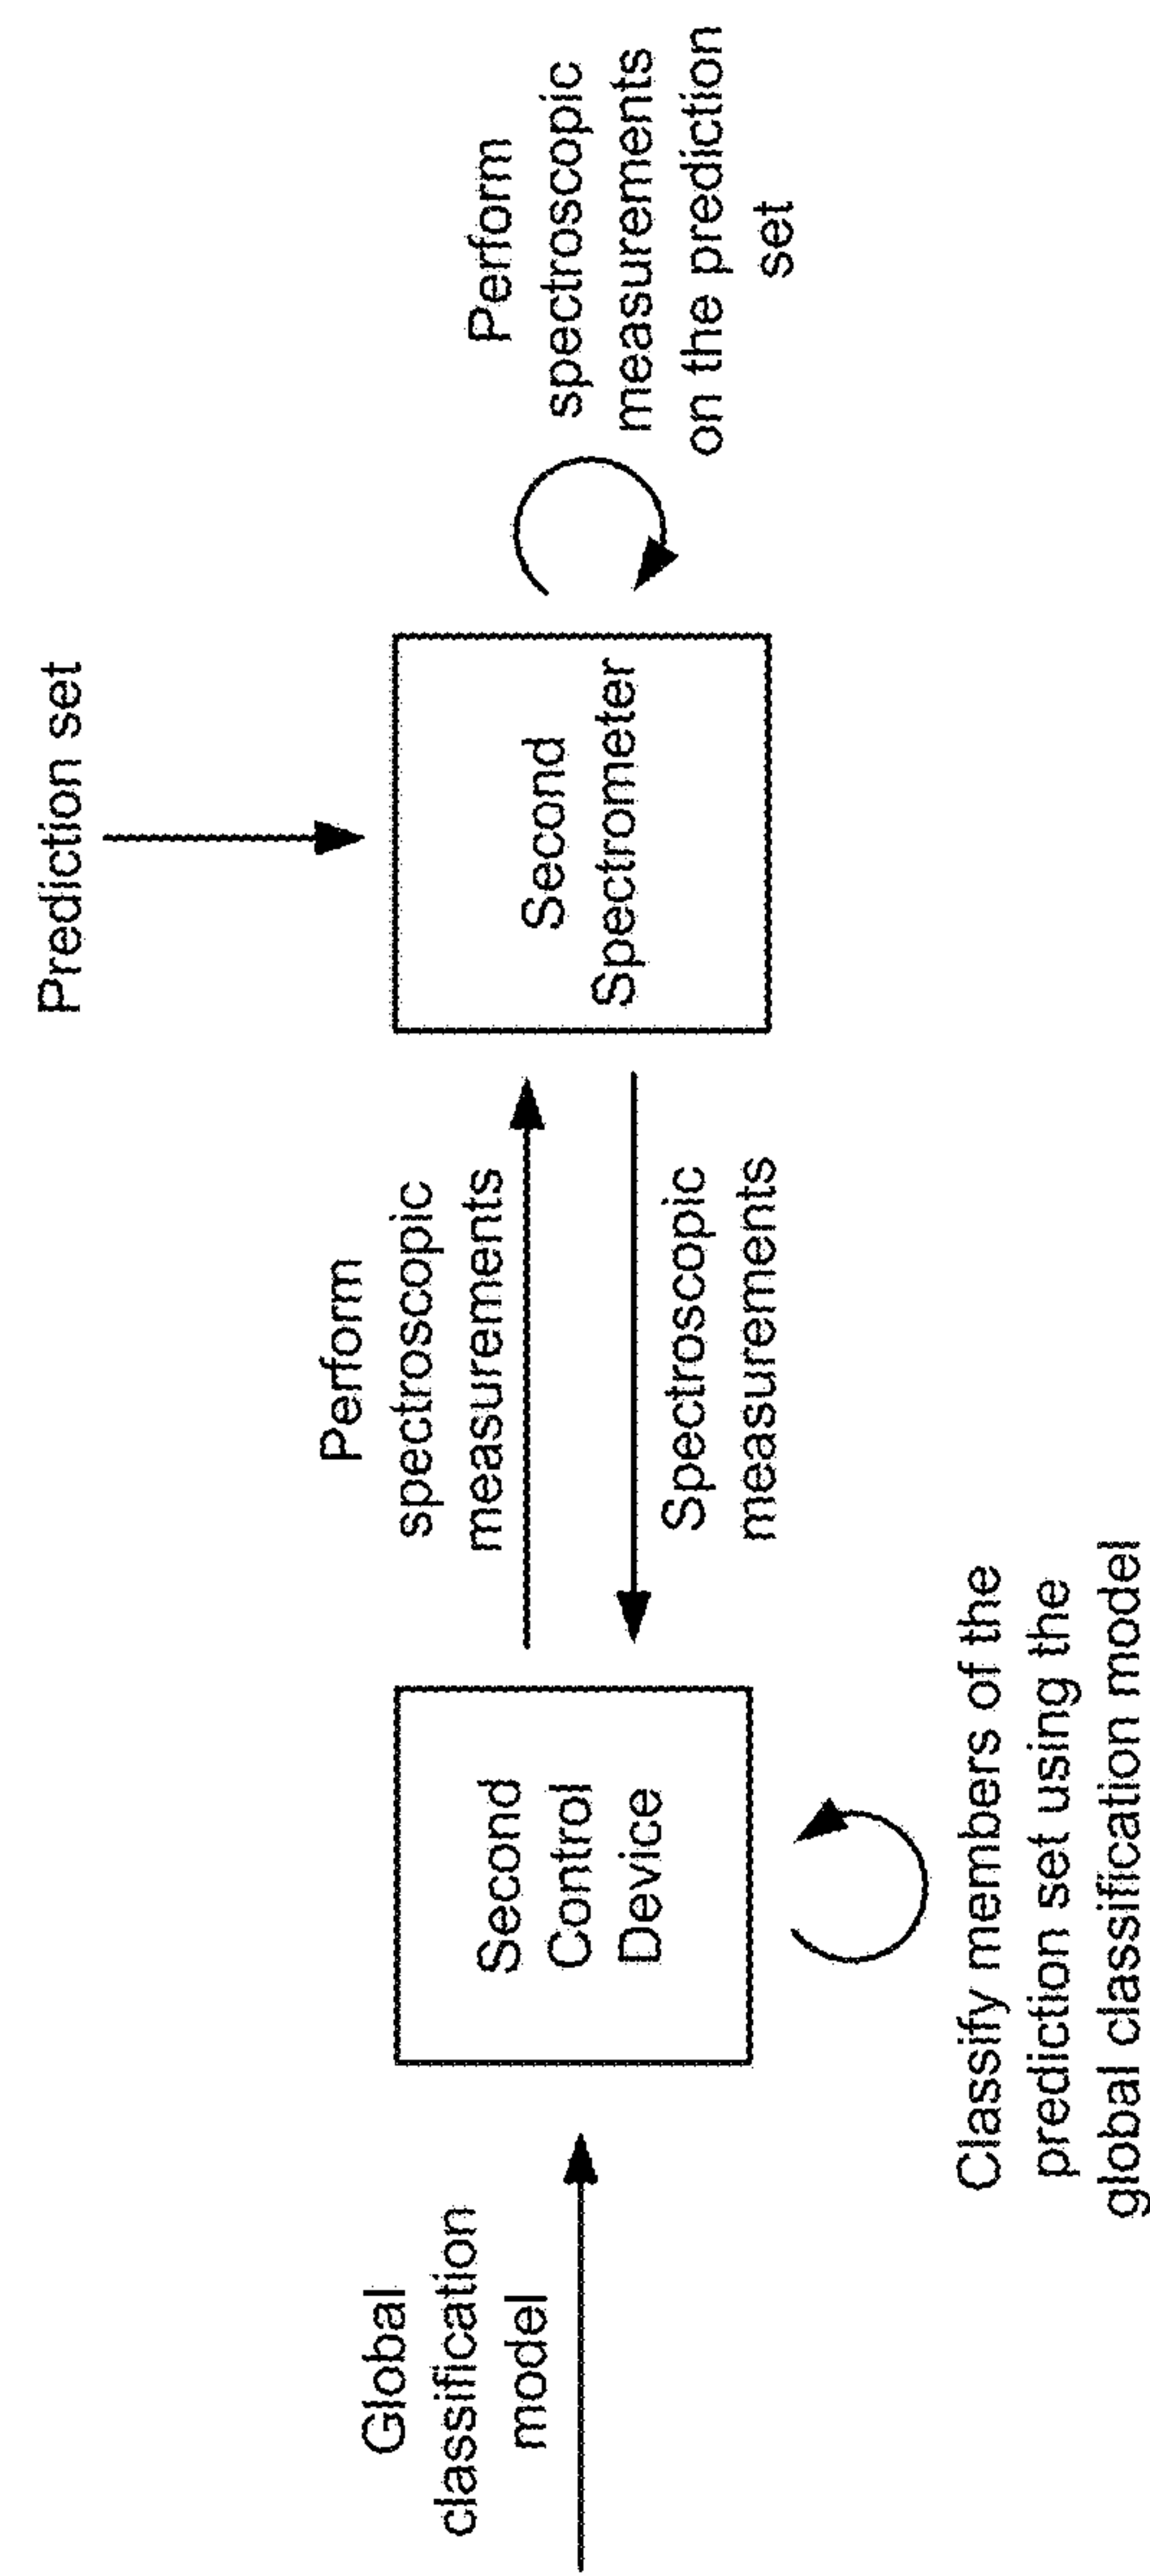 Prediction set
Global
classification
model
Second
Control
Device
Perform
spectroscopic
measurements
Spectroscopic
measurements
Second
Spectrometer
Perform
spectroscopic
measurements
on the prediction
set
Classify members of the
prediction set using the
global classification model